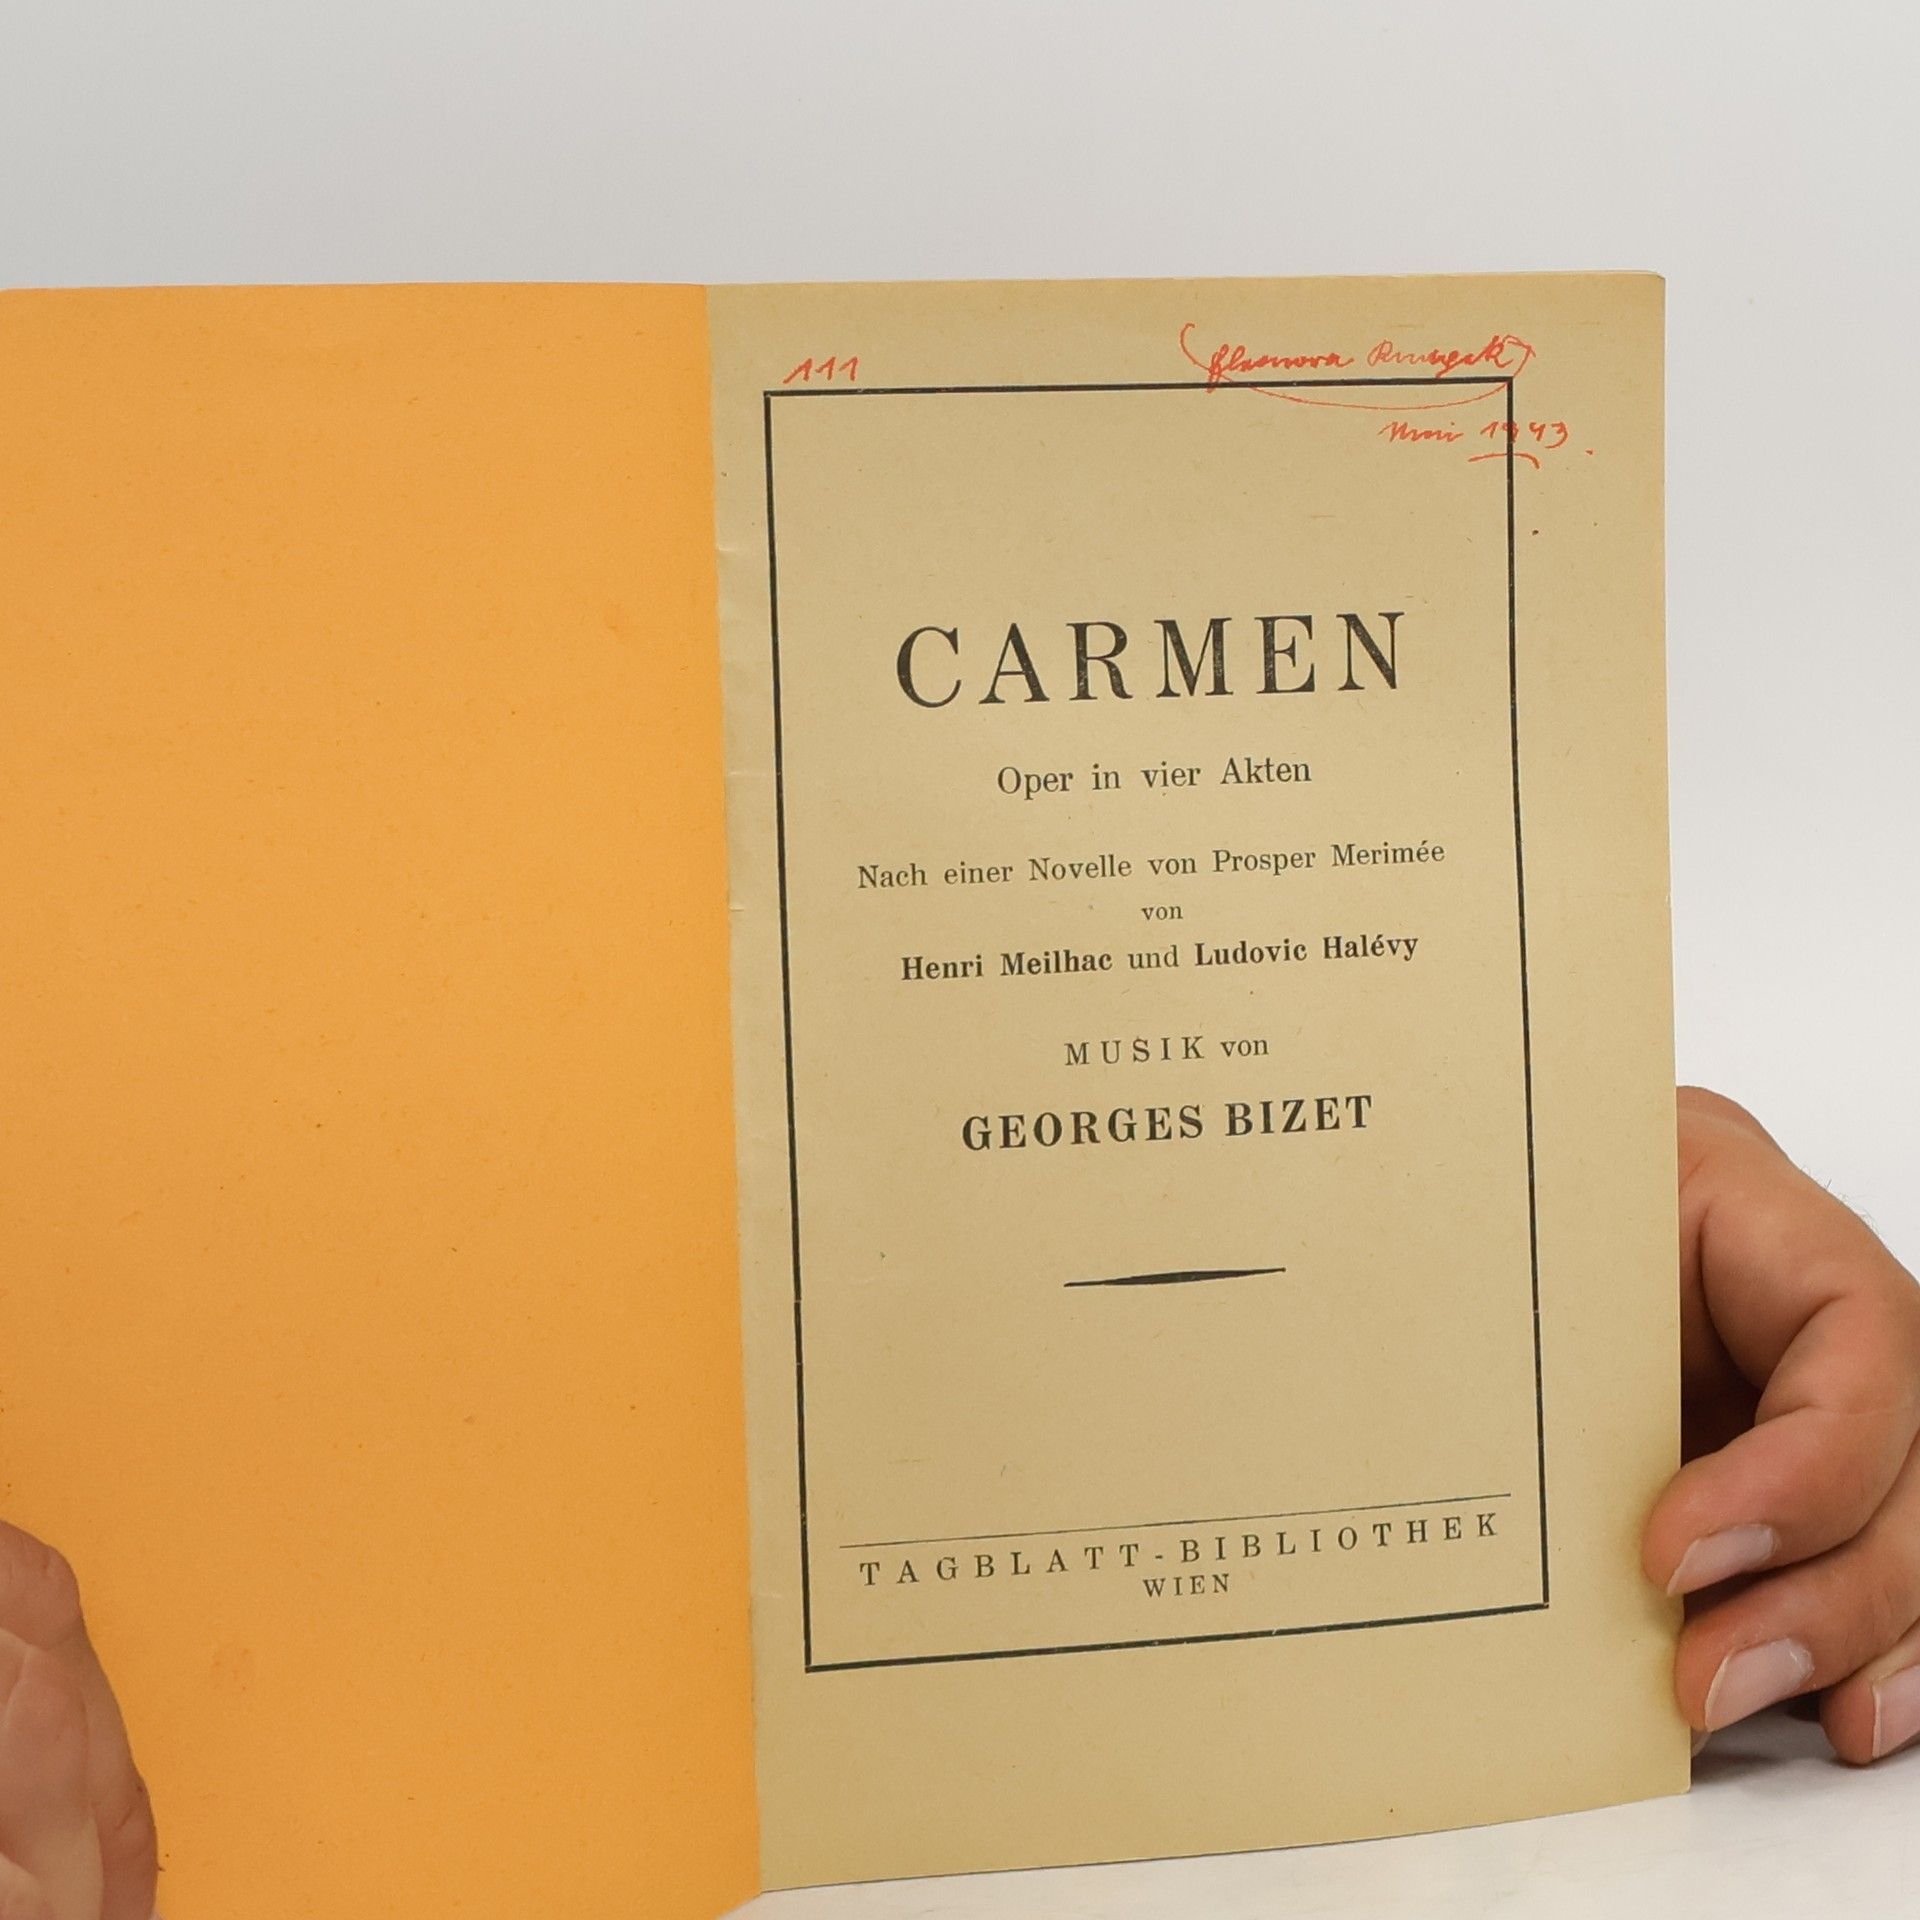 111
Eleonora
Mai 1943.
CARMEN
Oper in vier Akten
Nach einer Novelle von Prosper Merimée
von
Henri Meilhac und Ludovic Halévy
MUSIK von
GEORGES BIZET
TAGBLATT-BIBLIOTHEK
WIEN